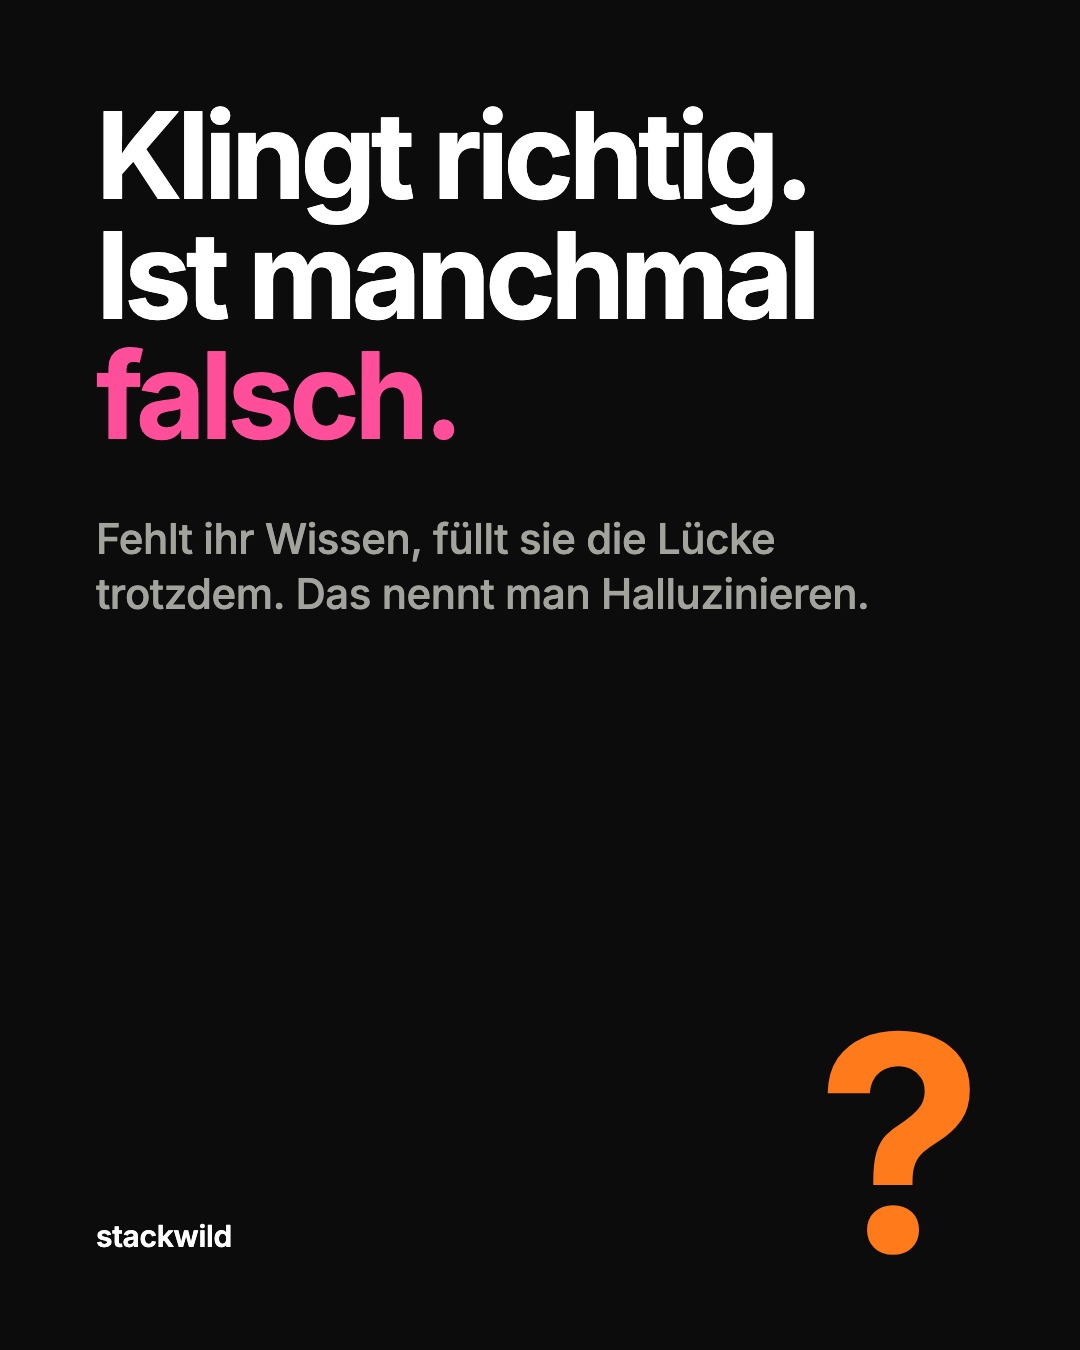 Klingt richtig.
Ist manchmal
falsch.
Fehlt ihr Wissen, füllt sie die Lücke
trotzdem. Das nennt man Halluzinieren.
?
stackwild